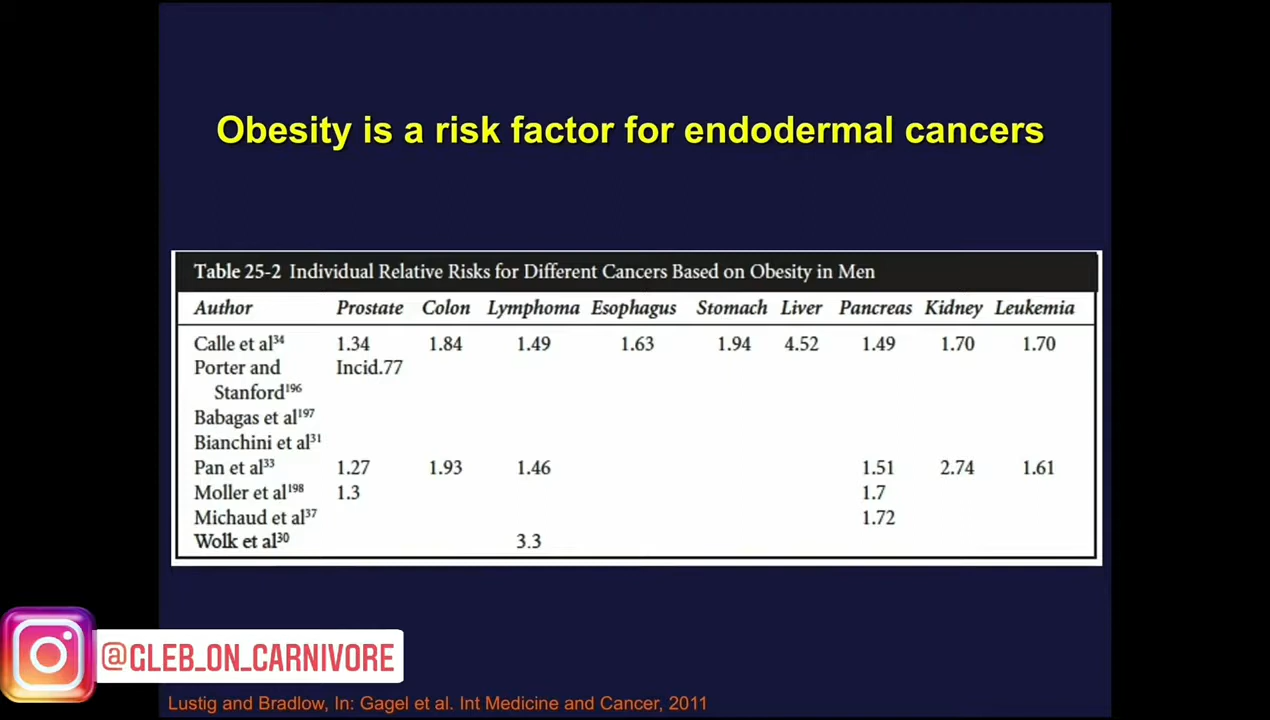 Obesity is a risk factor for endodermal cancers
Table 25-2 Individual Relative Risks for Different Cancers Based on Obesity in Men
Author Prostate Colon Lymphoma Esophagus Stomach Liver Pancreas Kidney Leukemia
Calle et al34 1.34 1.84 1.49 1.63 1.94 4.52 1.49 1.70 1.70
Porter and Incid.77
Stanford196
Babagas et al197
Bianchini et al31
Pan et al33 1.27 1.93 1.46 1.51 2.74 1.61
Moller et al198 1.3 1.7
Michaud et al37 1.72
Wolk et al30 3.3
@GLEB_ON_CARNIVORE
Lustig and Bradlow, In: Gagel et al. Int Medicine and Cancer, 2011